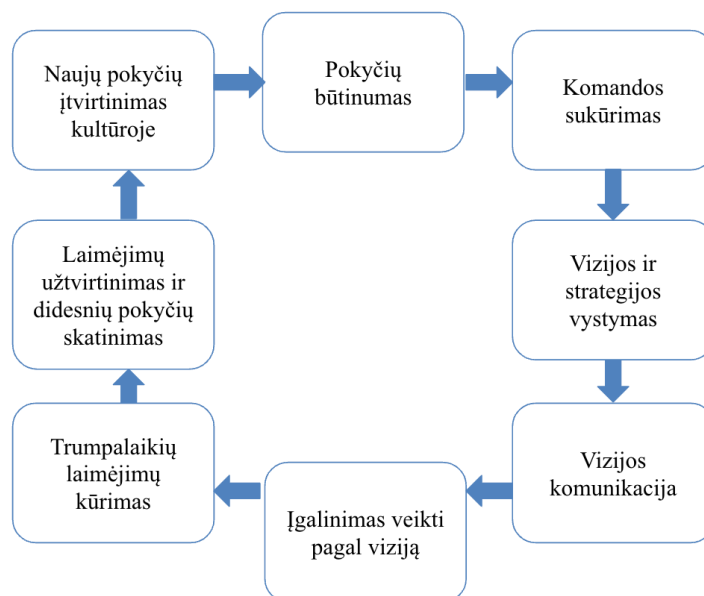 Naujų pokyčių
įtvirtinimas
kultūroje
Pokyčių
būtinumas
Komandos
sukūrimas
Vizijos ir
strategijos
vystymas
Vizijos
komunikacija
Įgalinimas veikti
pagal viziją
Trumpalaikių
laimėjimų
kūrimas
Laimėjimų
užtvirtinimas ir
didesnių pokyčių
skatinimas